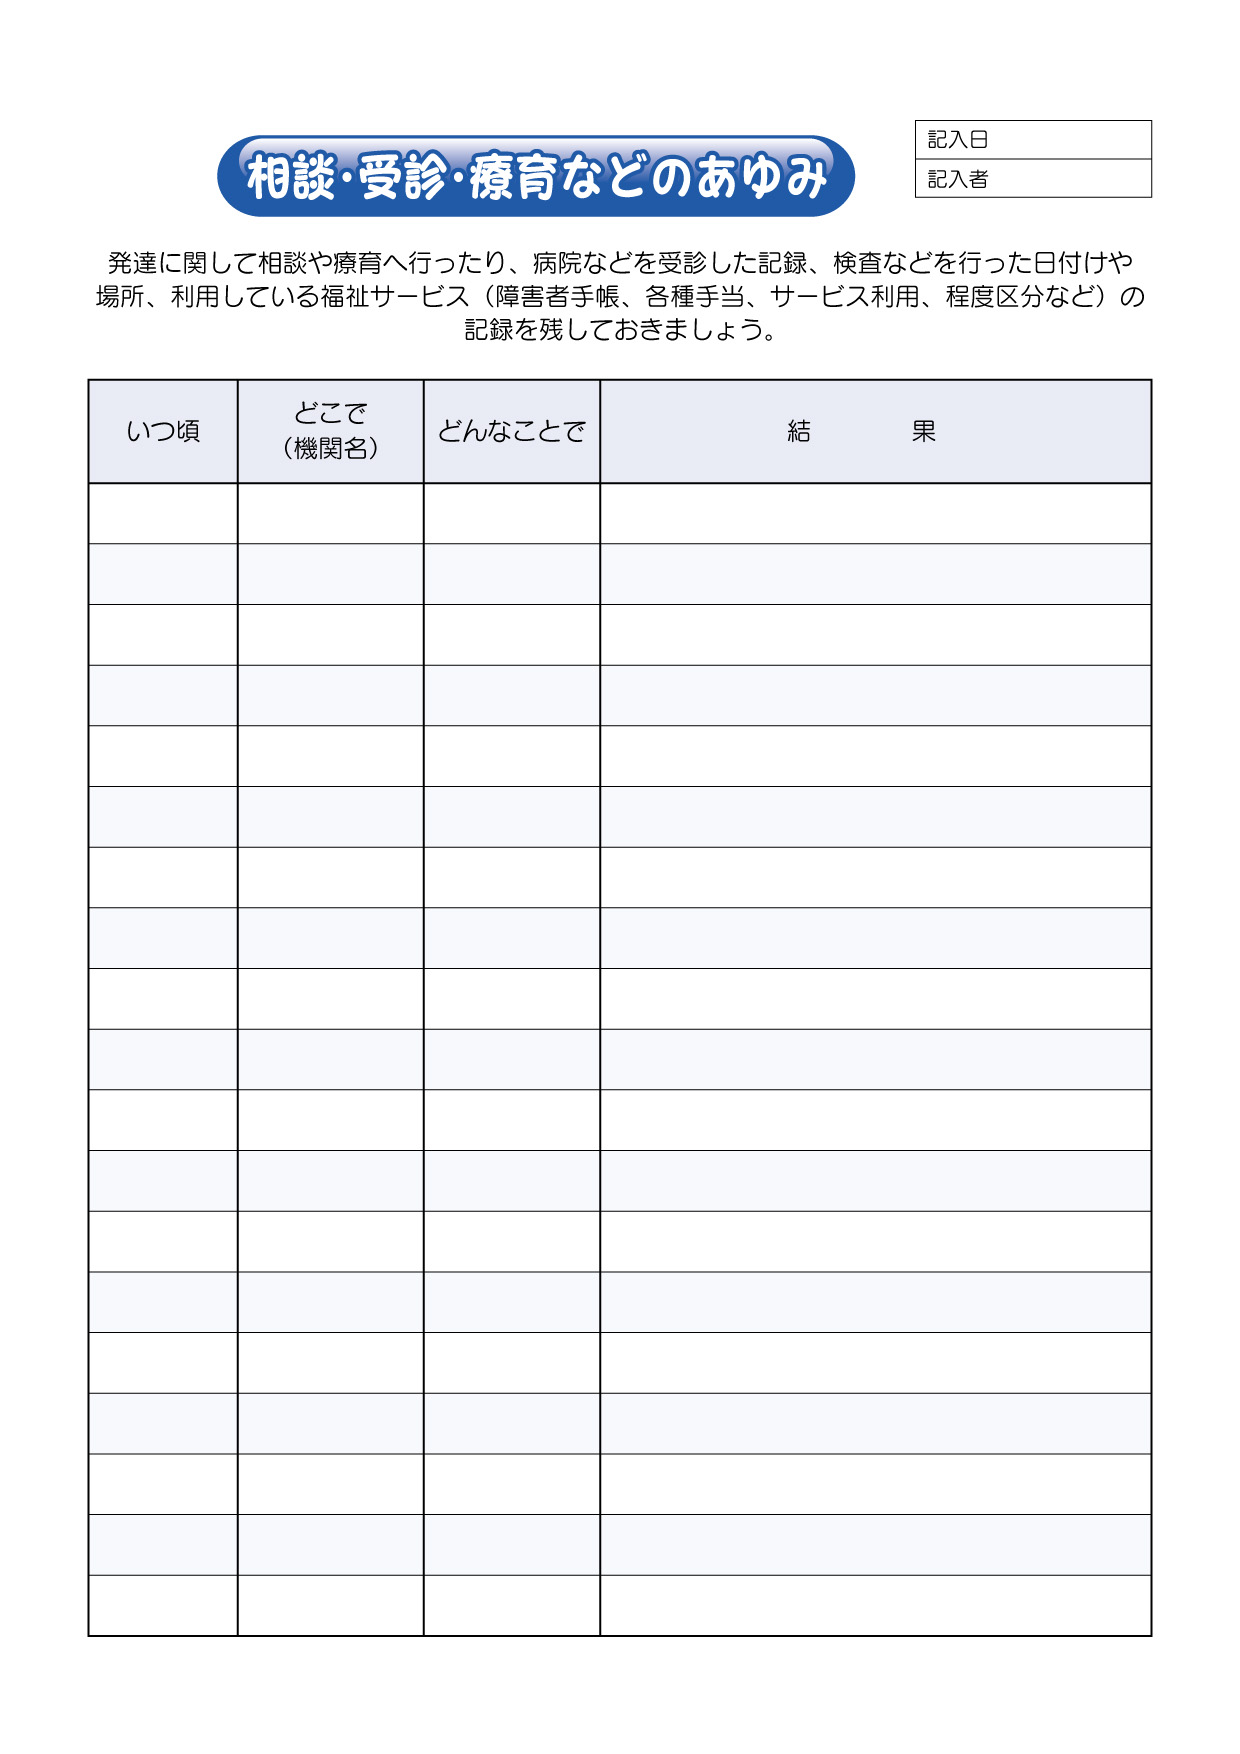 記入日
記入者
相談・受診・療育などのあゆみ
発達に関して相談や療育へ行ったり、病院などを受診した記録、検査などを行った日付けや
場所、利用している福祉サービス（障害者手帳、各種手当、サービス利用、程度区分など）の
記録を残しておきましょう。
いつ頃
どこで
（機関名）
どんなことで
結 果